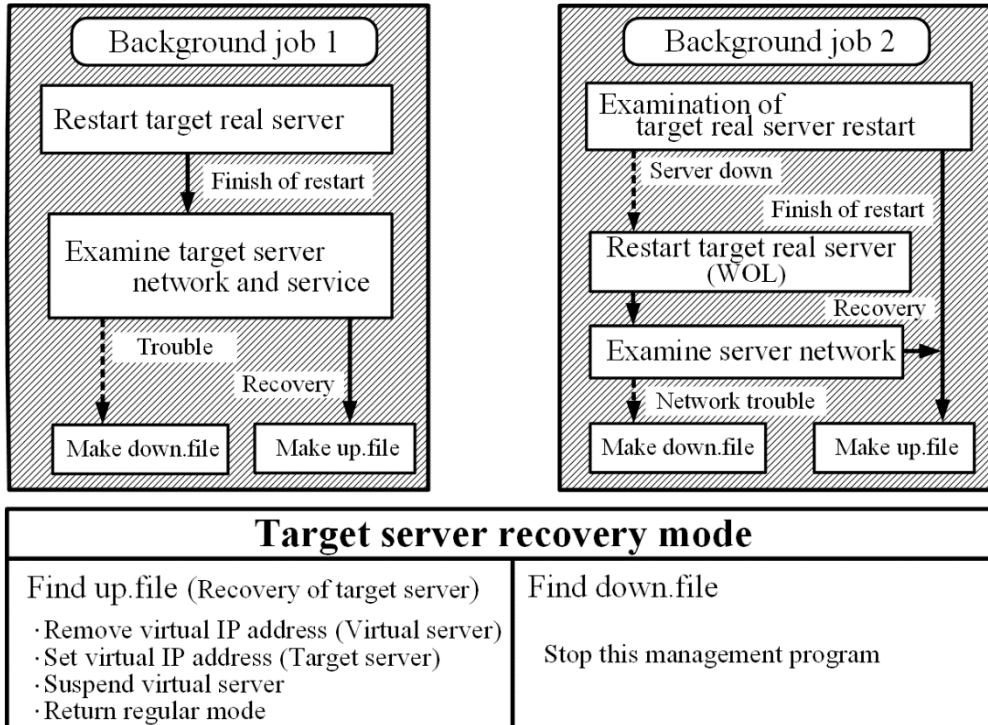 Background job 1
Restart target real server
Finish of restart
Examine target server
network and service
Trouble
Recovery
Make down.file
Make up.file
Background job 2
Examination of
target real server restart
Server down
Finish of restart
Restart target real server
(WOL)
Recovery
Examine server network
Network trouble
Make down.file
Make up.file
Target server recovery mode
Find up.file (Recovery of target server)
·Remove virtual IP address (Virtual server)
·Set virtual IP address (Target server)
·Suspend virtual server
·Return regular mode
Find down.file
Stop this management program